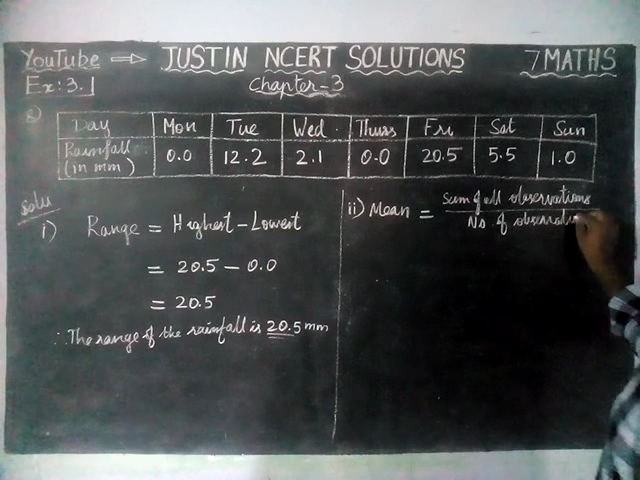 YouTube ⇒ JUSTIN NCERT SOLUTIONS 7 MATHS
Ex: 3.1 Chapter-3
8)
Day Mon Tue Wed Thurs Fri Sat Sun
Rainfall (in mm) 0.0 12.2 2.1 0.0 20.5 5.5 1.0
Solu
i) Range = Highest - Lowest
= 20.5 - 0.0
= 20.5
∴ The range of the rainfall is 20.5 mm
ii) Mean = Sum of all observations
No. of